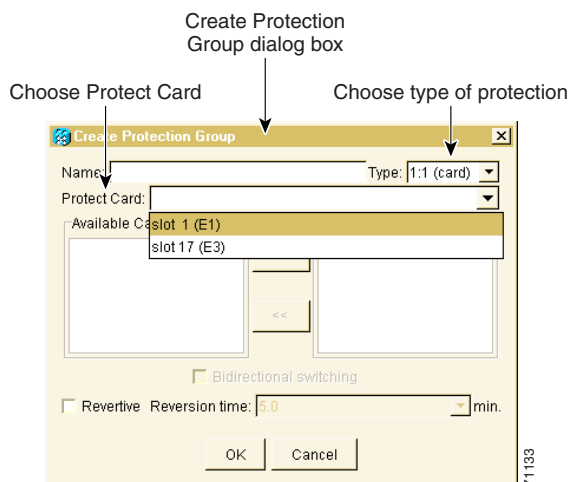 Create Protection
Group dialog box
Choose Protect Card
Choose type of protection
Create Protection Group
Name:
Type: 1:1 (card)
Protect Card:
Available
slot 1 (E1)
slot 17 (E3)
<<
Bidirectional switching
Revertive Reversion time: 5.0 min.
OK Cancel
71133